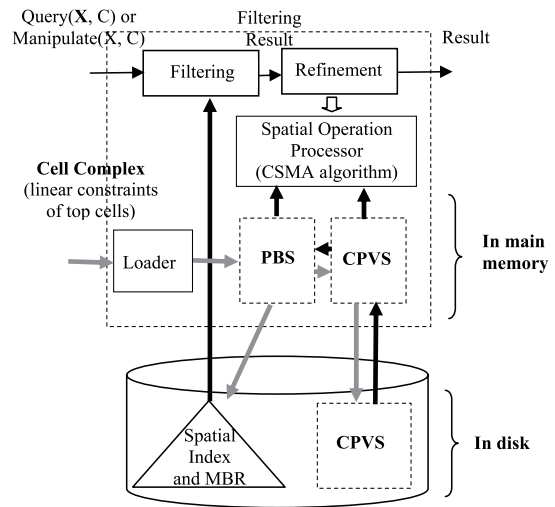 Query(X, C) or
Manipulate(X, C)
Filtering
Result
Result
Filtering
Refinement
Spatial Operation
Processor
(CSMA algorithm)
Cell Complex
(linear constraints
of top cells)
Loader
PBS
CPVS
In main
memory
Spatial
Index
and MBR
CPVS
In disk